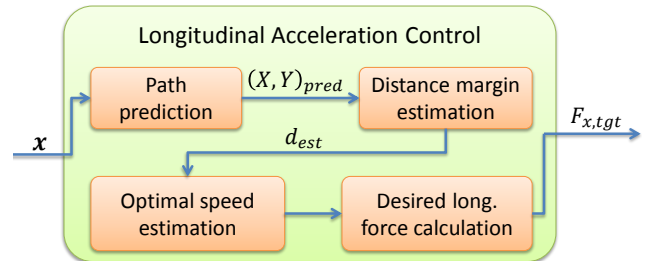 Longitudinal Acceleration Control
Path
prediction
(X, Y)pred
Distance margin
estimation
Fx,tgt
x
dest
Optimal speed
estimation
Desired long.
force calculation